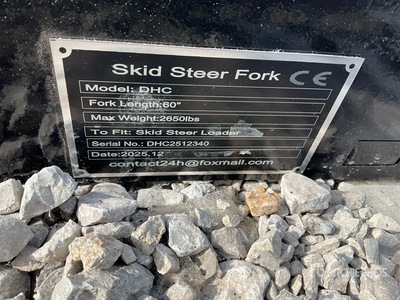 Skid Steer Fork CE
Model: DHC
Fork Length:60"
Max Weight:2650lbs
To Fit: Skid Steer Loader
Serial No.: DHC2512340
Date:2025.12
contact24h@foxmail.com